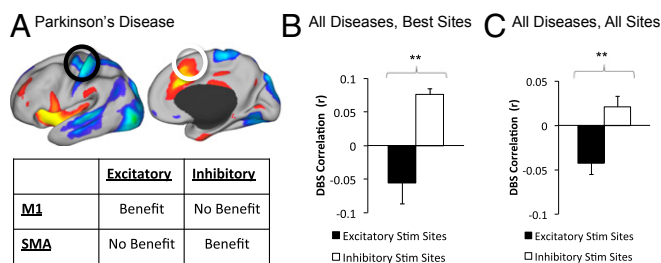 A Parkinson's Disease
Excitatory Inhibitory
M1 Benefit No Benefit
SMA No Benefit Benefit
B All Diseases, Best Sites
**
DBS Correlation (r)
0.1
0.05
0
-0.05
-0.1
Excitatory Stim Sites
Inhibitory Stim Sites
C All Diseases, All Sites
**
DBS Correlation (r)
0.05
0
-0.05
-0.1
Excitatory Stim Sites
Inhibitory Stim Sites